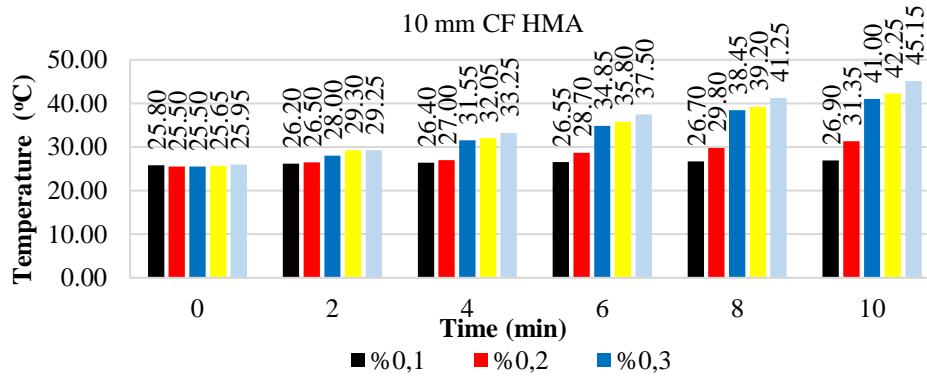 10 mm CF HMA
Temperature (ºC)
50.00
40.00
30.00
20.00
10.00
0.00
25.80 25.50 25.50 25.65 25.95
26.20 26.50 28.00 29.30 29.25
26.40 27.00 31.55 32.05 33.25
26.55 28.70 34.85 35.80 37.50
26.70 29.80 38.45 39.20 41.25
26.90 31.35 41.00 42.25 45.15
0 2 4 6 8 10
Time (min)
%0,1 %0,2 %0,3